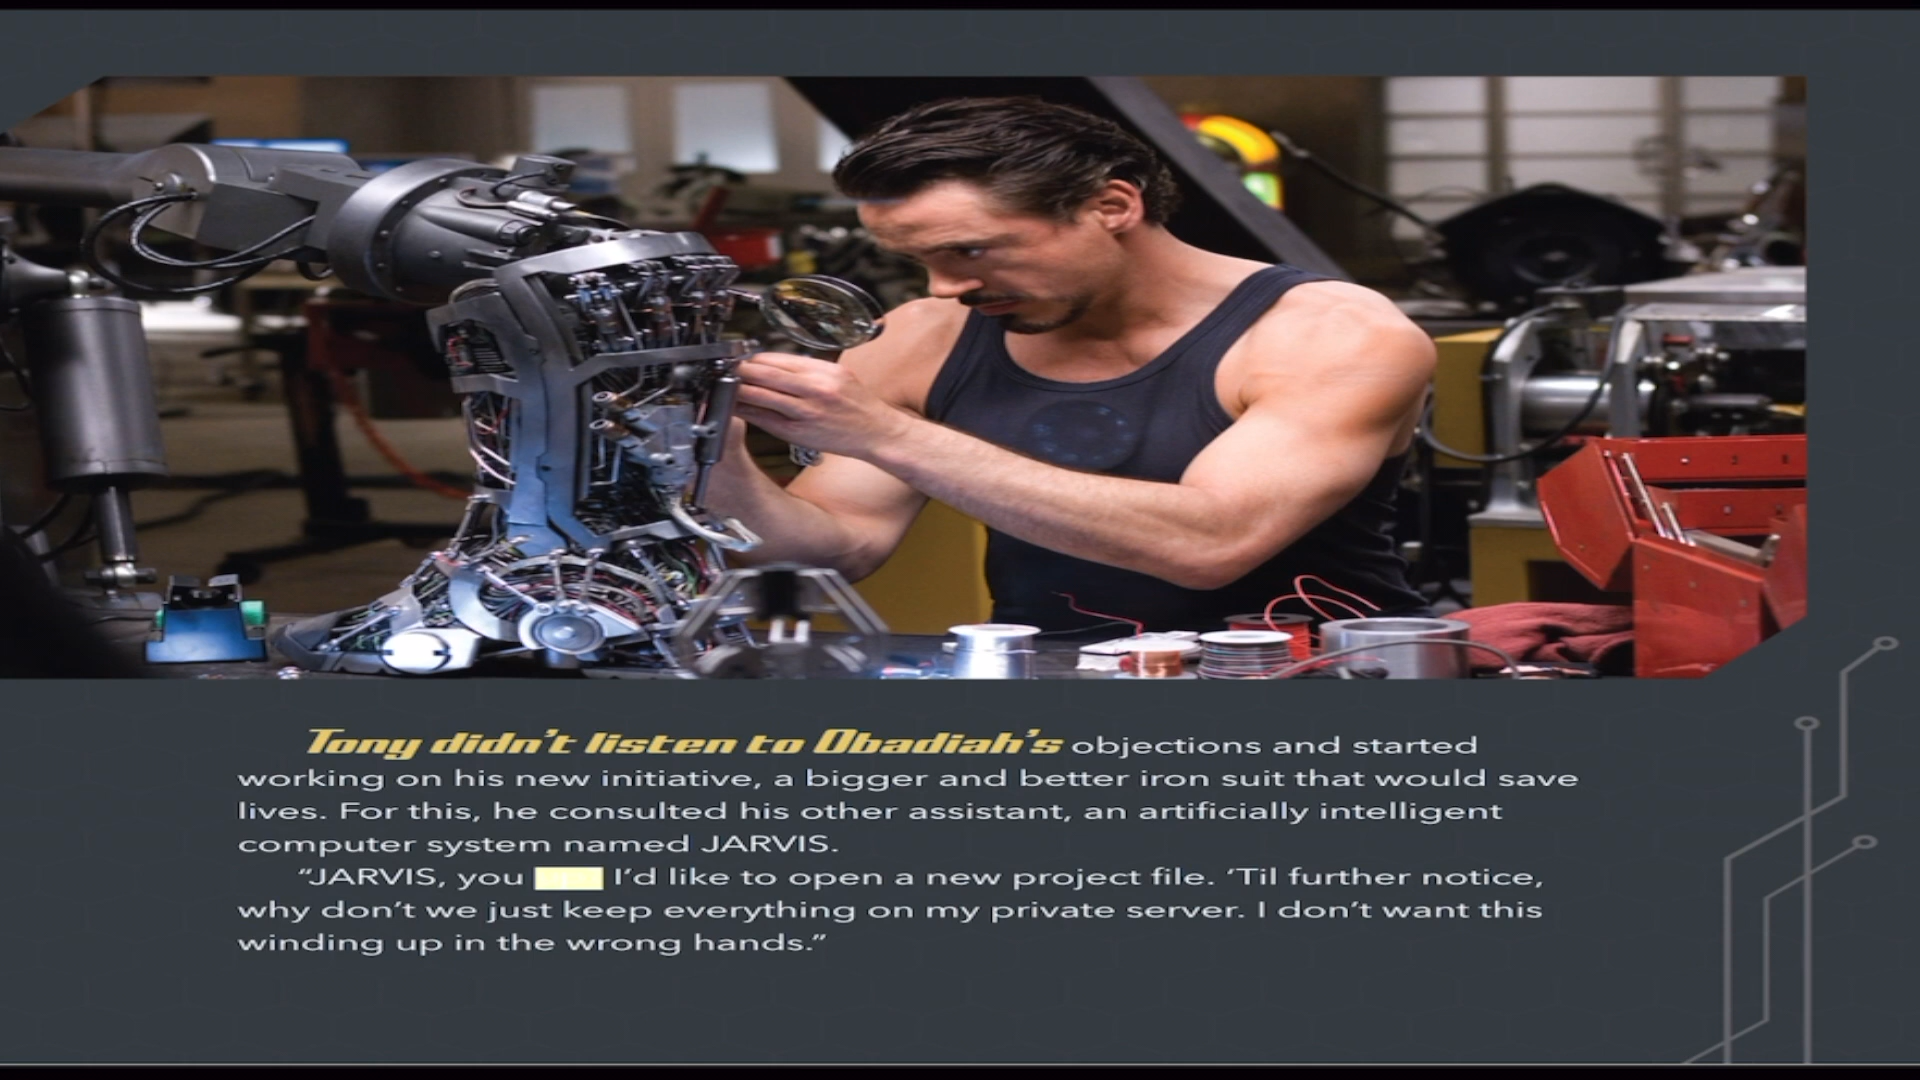 Tony didn't listen to Obadiah's objections and started
working on his new initiative, a bigger and better iron suit that would save
lives. For this, he consulted his other assistant, an artificially intelligent
computer system named JARVIS.
“JARVIS, you I’d like to open a new project file. ‘Til further notice,
why don’t we just keep everything on my private server. I don’t want this
winding up in the wrong hands.”